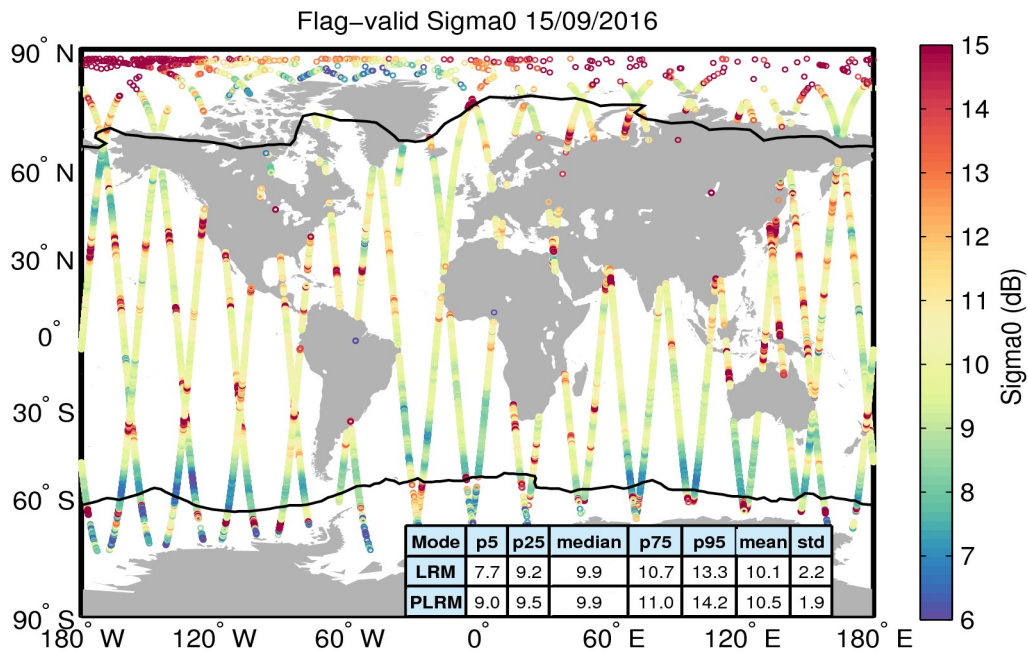 Flag-valid Sigma0 15/09/2016
90° N
60° N
30° N
0°
30° S
60° S
90° S
180° W
120° W
60° W
0°
60° E
120° E
180° E
15
14
13
12
11
10
9
8
7
6
Sigma0 (dB)
Mode p5 p25 median p75 p95 mean std
LRM 7.7 9.2 9.9 10.7 13.3 10.1 2.2
PLRM 9.0 9.5 9.9 11.0 14.2 10.5 1.9